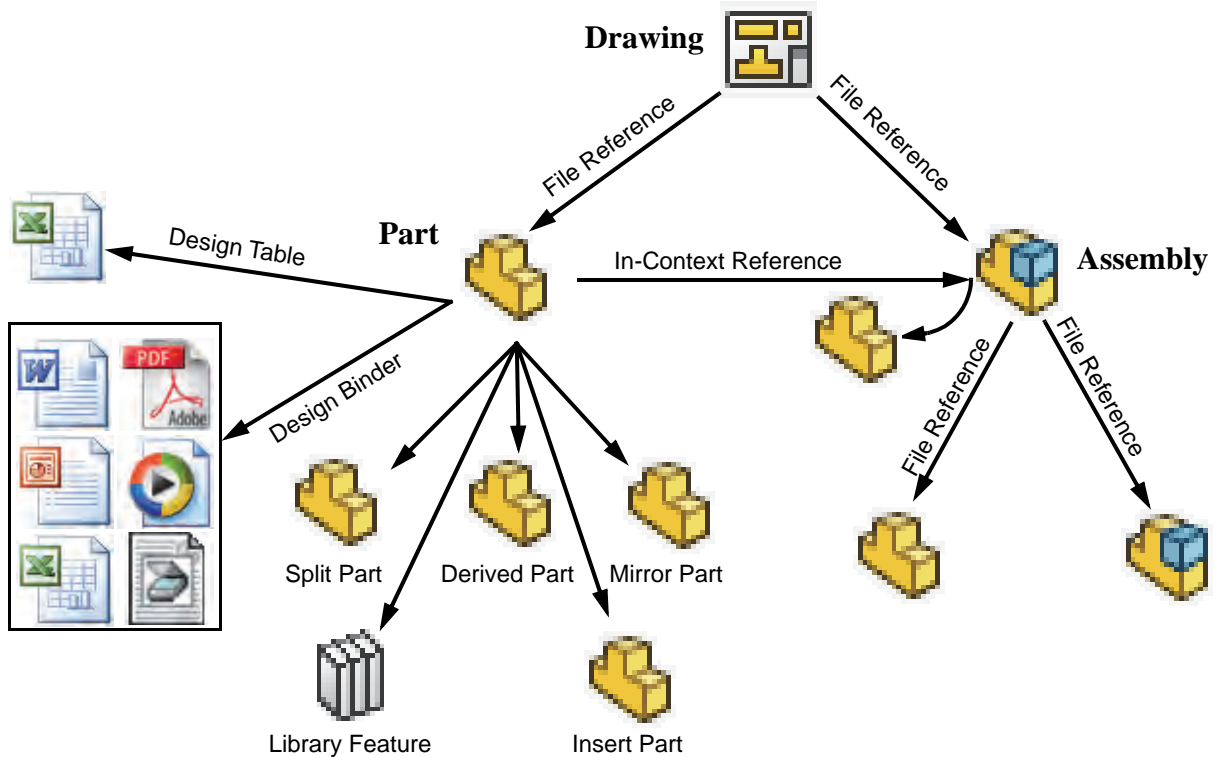 Drawing
File Reference
File Reference
Part
Design Table
In-Context Reference
Assembly
W
PDF
Adobe
Design Binder
File Reference
File Reference
Split Part
Derived Part
Mirror Part
Library Feature
Insert Part